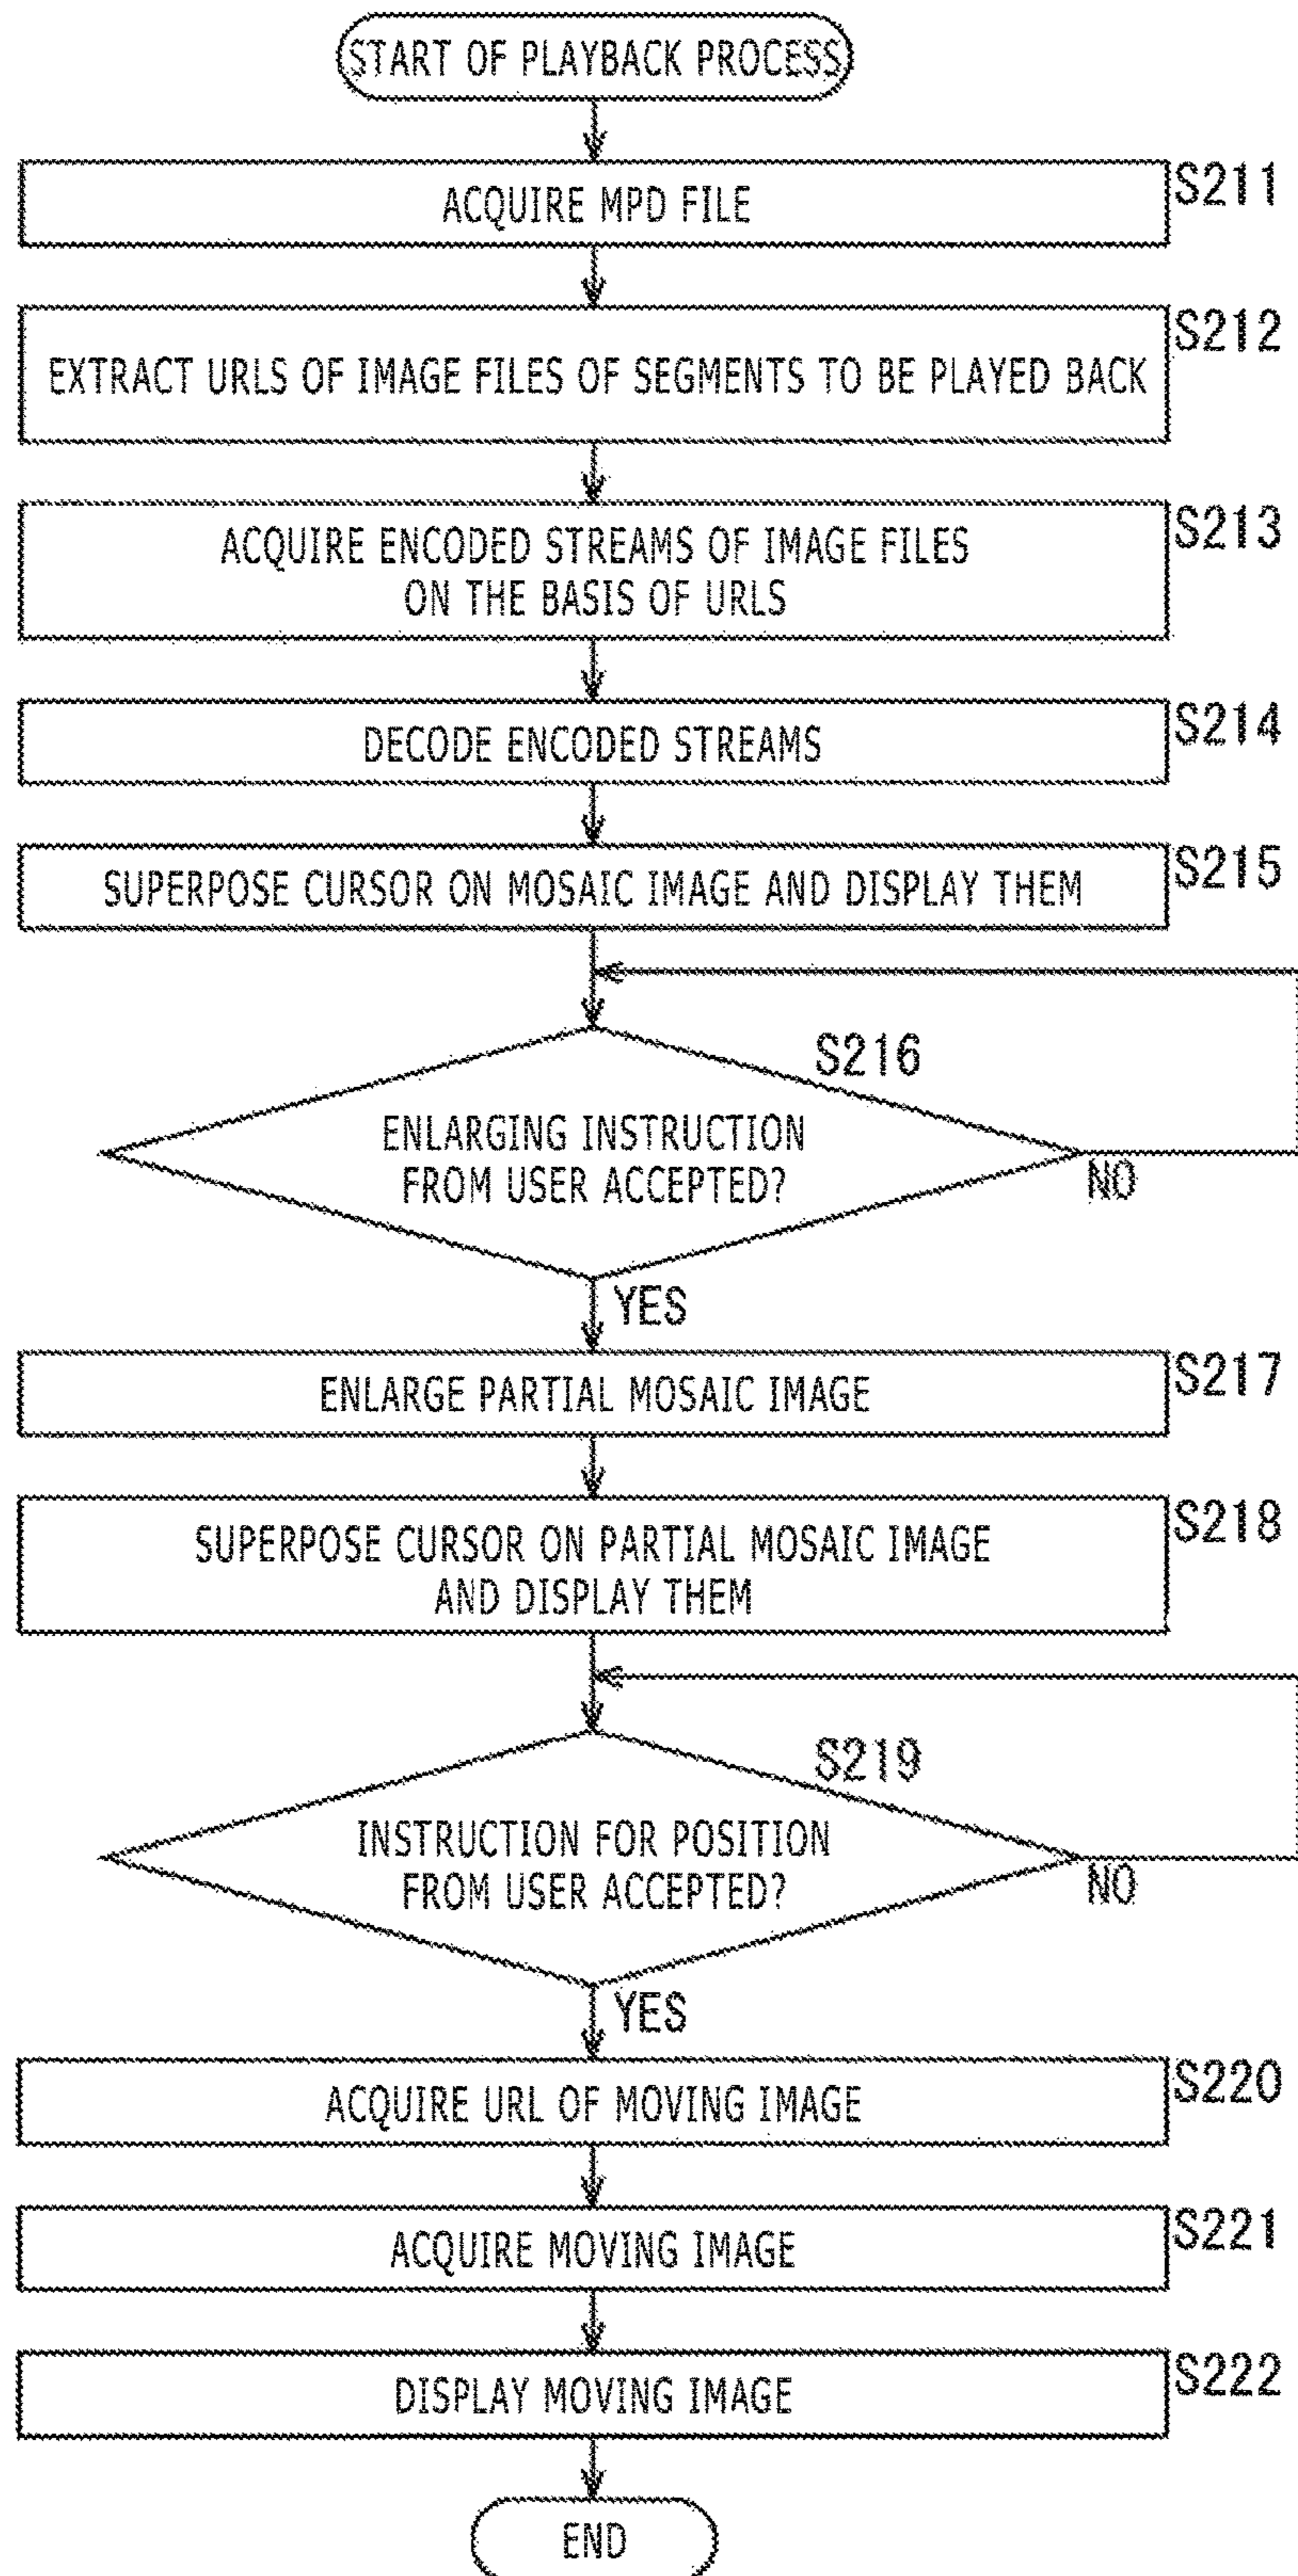 START OF PLAYBACK PROCESS
S211
ACQUIRE MPD FILE
S212
EXTRACT URLS OF IMAGE FILES OF SEGMENTS TO BE PLAYED BACK
S213
ACQUIRE ENCODED STREAMS OF IMAGE FILES
ON THE BASIS OF URLS
S214
DECODE ENCODED STREAMS
S215
SUPERPOSE CURSOR ON MOSAIC IMAGE AND DISPLAY THEM
S216
ENLARGING INSTRUCTION
FROM USER ACCEPTED?
NO
YES
S217
ENLARGE PARTIAL MOSAIC IMAGE
S218
SUPERPOSE CURSOR ON PARTIAL MOSAIC IMAGE
AND DISPLAY THEM
S219
INSTRUCTION FOR POSITION
FROM USER ACCEPTED?
NO
YES
S220
ACQUIRE URL OF MOVING IMAGE
S221
ACQUIRE MOVING IMAGE
S222
DISPLAY MOVING IMAGE
END